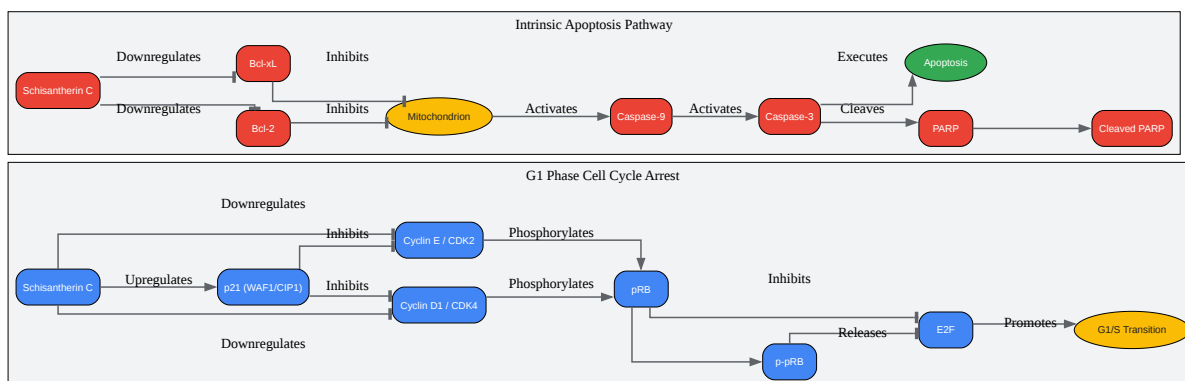 Intrinsic Apoptosis Pathway
Downregulates
Inhibits
Executes
Bcl-xL
Apoptosis
Schisantherin C
Downregulates
Inhibits
Activates
Activates
Cleaves
Mitochondrion
Caspase-9
Caspase-3
Bcl-2
PARP
Cleaved PARP
G1 Phase Cell Cycle Arrest
Downregulates
Inhibits
Cyclin E / CDK2
Phosphorylates
Schisantherin C
Upregulates
p21 (WAF1/CIP1)
Inhibits
Cyclin D1 / CDK4
Phosphorylates
pRB
Inhibits
Downregulates
Releases
E2F
Promotes
G1/S Transition
p-pRB